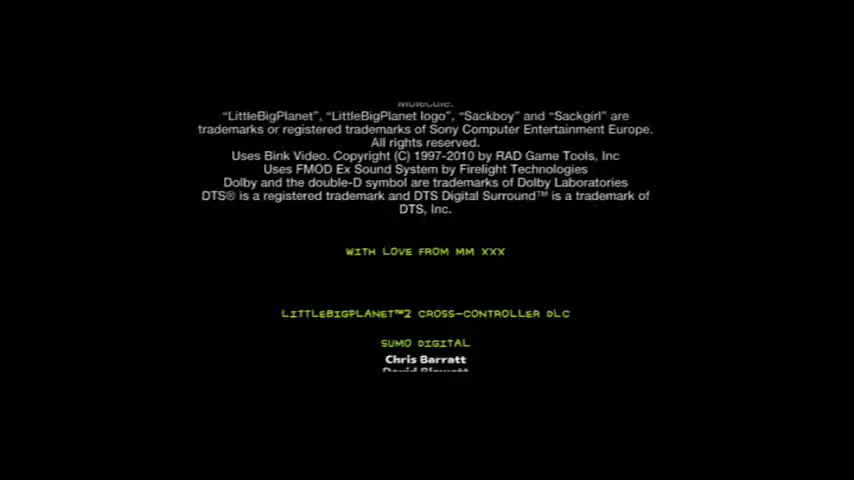 Molecule.
“LittleBigPlanet”, “LittleBigPlanet logo”, “Sackboy” and “Sackgirl” are
trademarks or registered trademarks of Sony Computer Entertainment Europe.
All rights reserved.
Uses Bink Video. Copyright (C) 1997-2010 by RAD Game Tools, Inc
Uses FMOD Ex Sound System by Firelight Technologies
Dolby and the double-D symbol are trademarks of Dolby Laboratories
DTS® is a registered trademark and DTS Digital Surround™ is a trademark of
DTS, Inc.
WITH LOVE FROM MM XXX
LITTLEBIGPLANET™2 CROSS-CONTROLLER DLC
SUMO DIGITAL
Chris Barratt
David